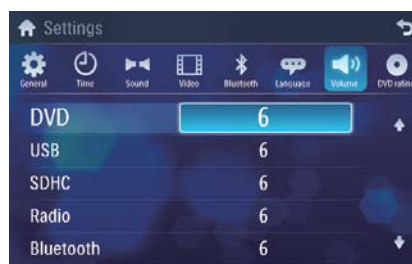 Settings
General Time Sound Video Bluetooth Language Volume DVD ratin
DVD 6
USB 6
SDHC 6
Radio 6
Bluetooth 6